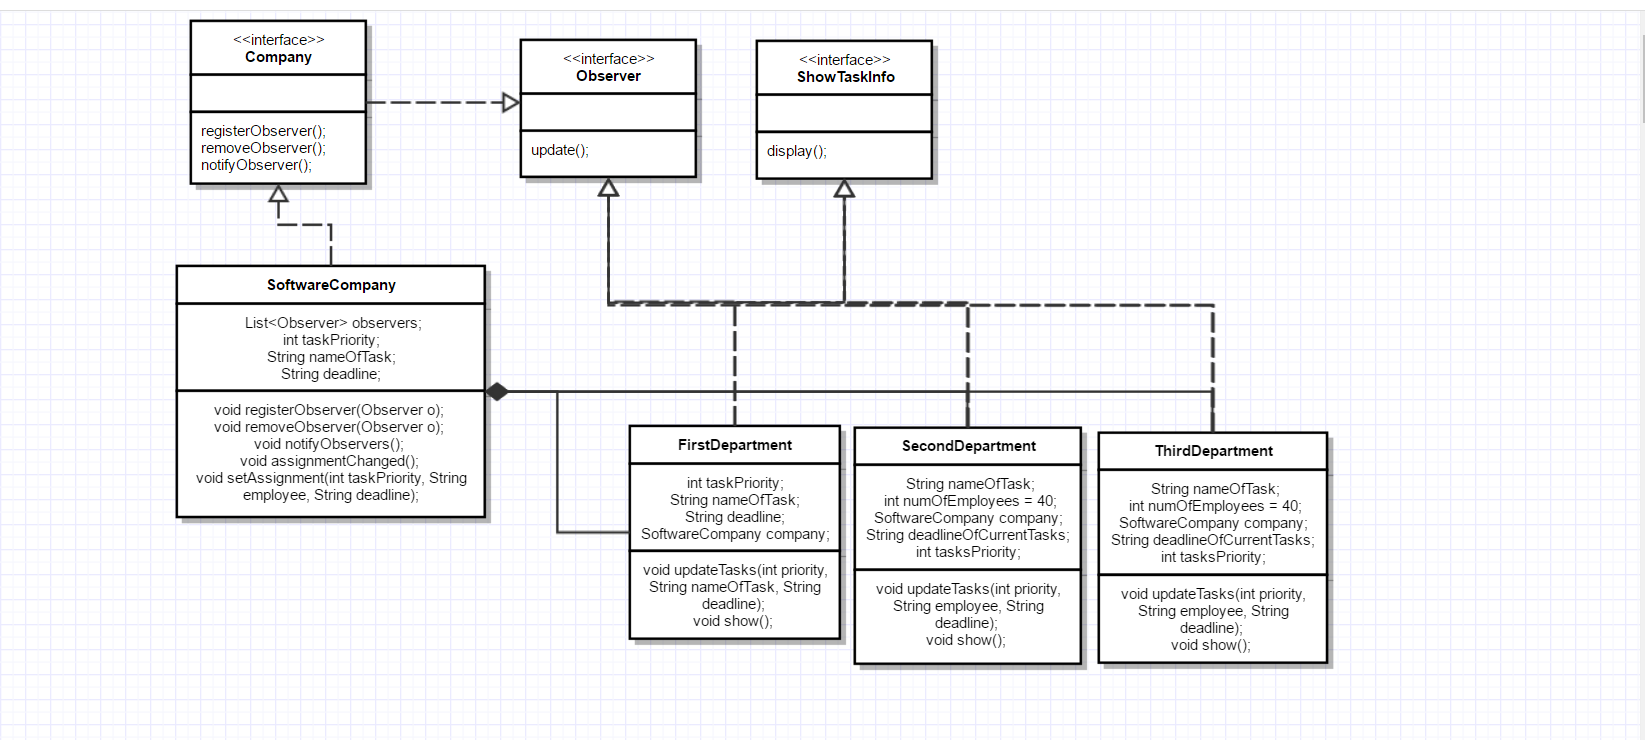 <<interface>>
Company
registerObserver();
removeObserver();
notifyObserver();
<<interface>>
Observer
update();
<<interface>>
ShowTaskInfo
display();
SoftwareCompany
List<Observer> observers;
int taskPriority;
String nameOfTask;
String deadline;
void registerObserver(Observer o);
void removeObserver(Observer o);
void notifyObservers();
void assignmentChanged();
void setAssignment(int taskPriority, String
employee, String deadline);
FirstDepartment
int taskPriority;
String nameOfTask;
String deadline;
SoftwareCompany company;
void updateTasks(int priority,
String nameOfTask, String
deadline);
void show();
SecondDepartment
String nameOfTask;
int numOfEmployees = 40;
SoftwareCompany company;
String deadlineOfCurrentTasks;
int tasksPriority;
void updateTasks(int priority,
String employee, String
deadline);
void show();
ThirdDepartment
String nameOfTask;
int numOfEmployees = 40;
SoftwareCompany company;
String deadlineOfCurrentTasks;
int tasksPriority;
void updateTasks(int priority,
String employee, String
deadline);
void show();